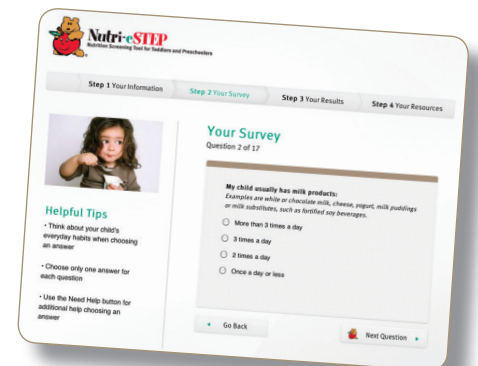 Nutri-eSTEP
Nutrition Screening Tool for Toddlers and Preschoolers
Step 1 Your Information
Step 2 Your Survey
Step 3 Your Results
Step 4 Your Resources
Your Survey
Question 2 of 17
My child usually has milk products:
Examples are white or chocolate milk, cheese, yogurt, milk puddings
or milk substitutes, such as fortified soy beverages.
More than 3 times a day
3 times a day
2 times a day
Once a day or less
Helpful Tips
• Think about your child's
everyday habits when choosing
an answer
• Choose only one answer for
each question
• Use the Need Help button for
additional help choosing an
answer
Go Back
Next Question